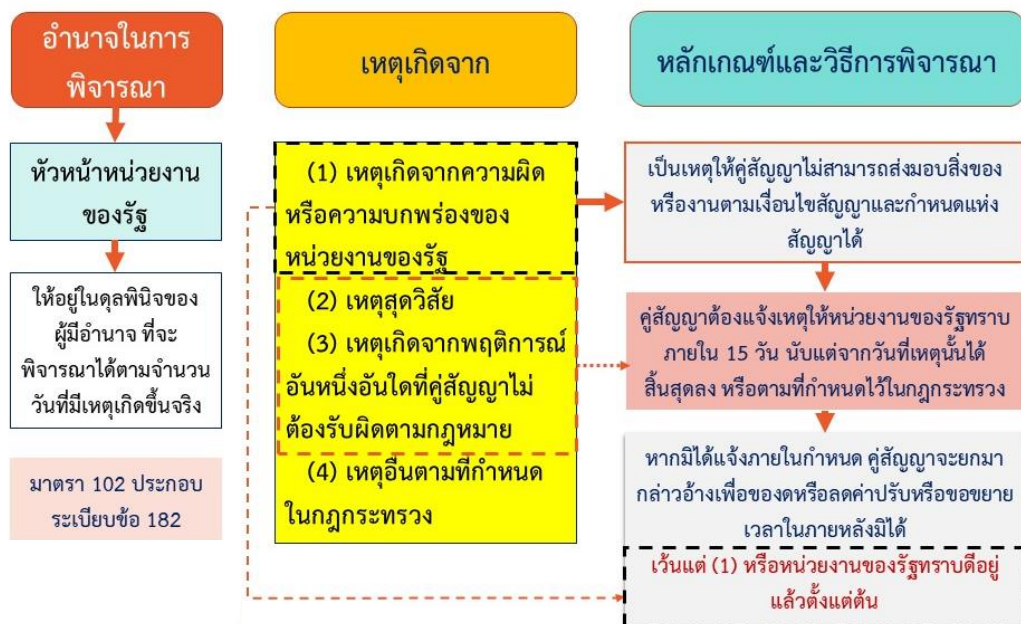 อำนาจในการ
พิจารณา
หัวหน้าหน่วยงาน
ของรัฐ
ให้อยู่ในดุลพินิจของ
ผู้มีอำนาจ ที่จะ
พิจารณาได้ตามจำนวน
วันที่มีเหตุเกิดขึ้นจริง
มาตรา 102 ประกอบ
ระเบียบข้อ 182
เหตุเกิดจาก
(1) เหตุเกิดจากความผิด
หรือความบกพร่องของ
หน่วยงานของรัฐ
(2) เหตุสุดวิสัย
(3) เหตุเกิดจากพฤติการณ์
อันหนึ่งอันใดที่คู่สัญญาไม่
ต้องรับผิดตามกฎหมาย
(4) เหตุอื่นตามที่กำหนด
ในกฎกระทรวง
หลักเกณฑ์และวิธีการพิจารณา
เป็นเหตุให้คู่สัญญาไม่สามารถส่งมอบสิ่งของ
หรืองานตามเงื่อนไขสัญญาและกำหนดแห่ง
สัญญาได้
คู่สัญญาต้องแจ้งเหตุให้หน่วยงานของรัฐทราบ
ภายใน 15 วัน นับแต่จากวันที่เหตุนั้นได้
สิ้นสุดลง หรือตามที่กำหนดไว้ในกฎกระทรวง
หากมิได้แจ้งภายในกำหนด คู่สัญญาจะยกมา
กล่าวอ้างเพื่อของดหรือลดค่าปรับหรือขอขยาย
เวลาในภายหลังมิได้
เว้นแต่ (1) หรือหน่วยงานของรัฐทราบดีอยู่
แล้วตั้งแต่ต้น